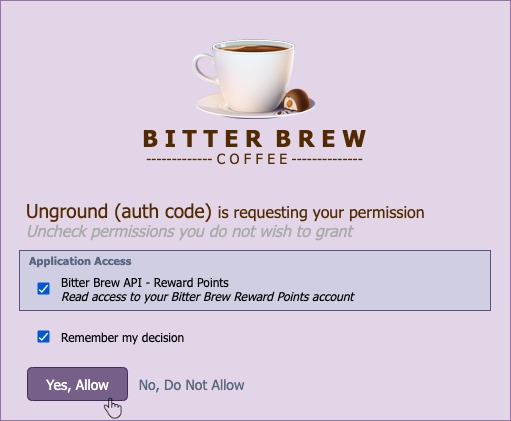 BITTER BREW
-------------COFFEE--------------
Unground (auth code) is requesting your permission
Uncheck permissions you do not wish to grant
Application Access
Bitter Brew API - Reward Points
Read access to your Bitter Brew Reward Points account
Remember my decision
Yes, Allow
No, Do Not Allow